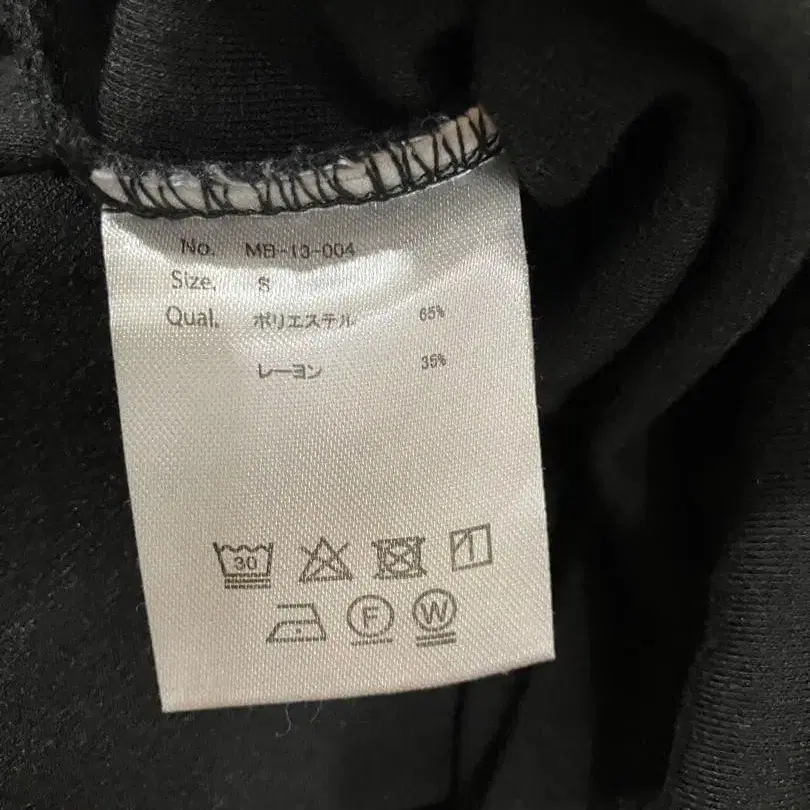 No. MB-13-004
Size. S
Qual. ポリエステル 65%
レーヨン 35%
30
F W